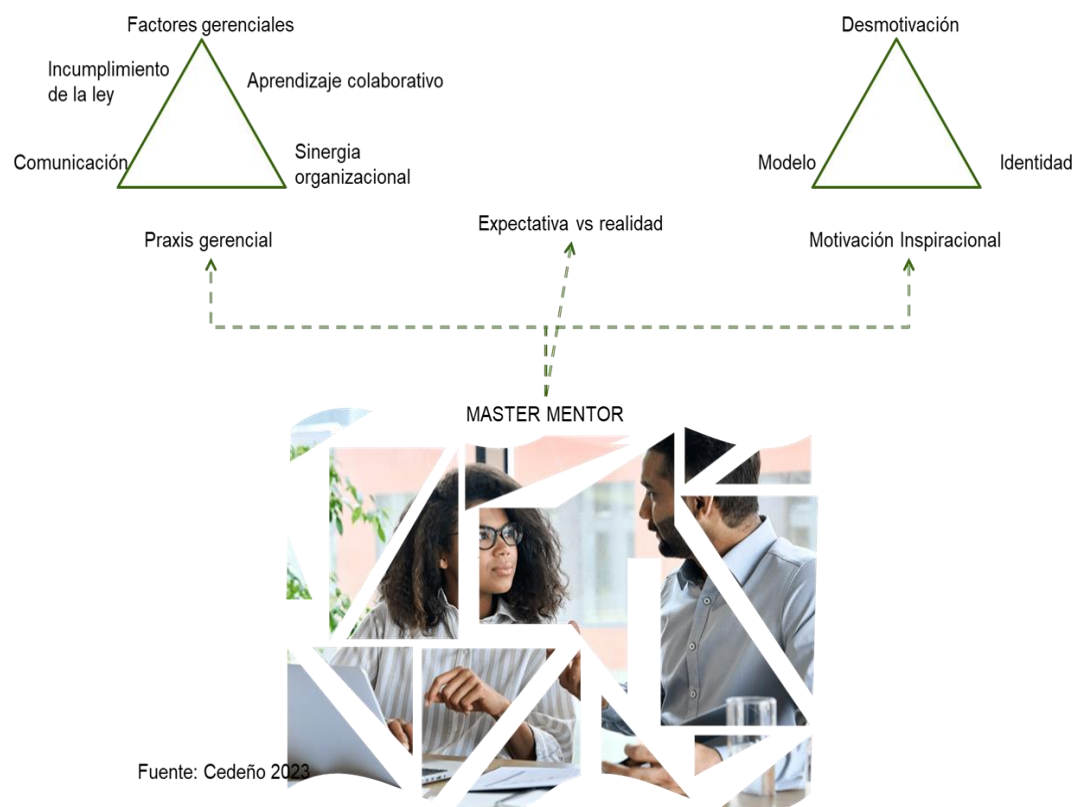 Factores gerenciales
Incumplimiento
de la ley
Aprendizaje colaborativo
Comunicación
Sinergia
organizacional
Praxis gerencial
Expectativa vs realidad
Desmotivación
Modelo
Identidad
Motivación Inspiracional
MASTER MENTOR
Fuente: Cedeño 2023